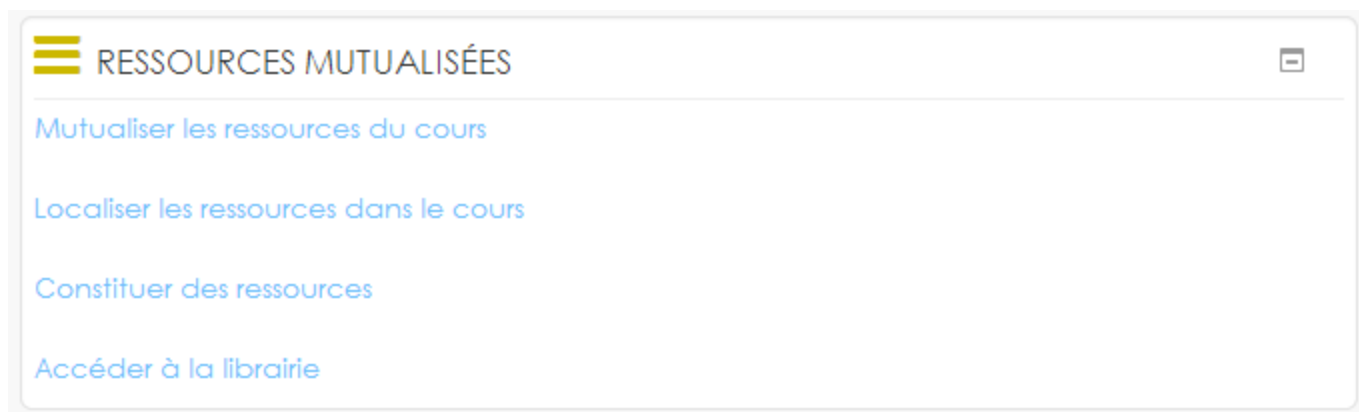 RESSOURCES MUTUALISÉES
Mutualiser les ressources du cours
Localiser les ressources dans le cours
Constituer des ressources
Accéder à la librairie